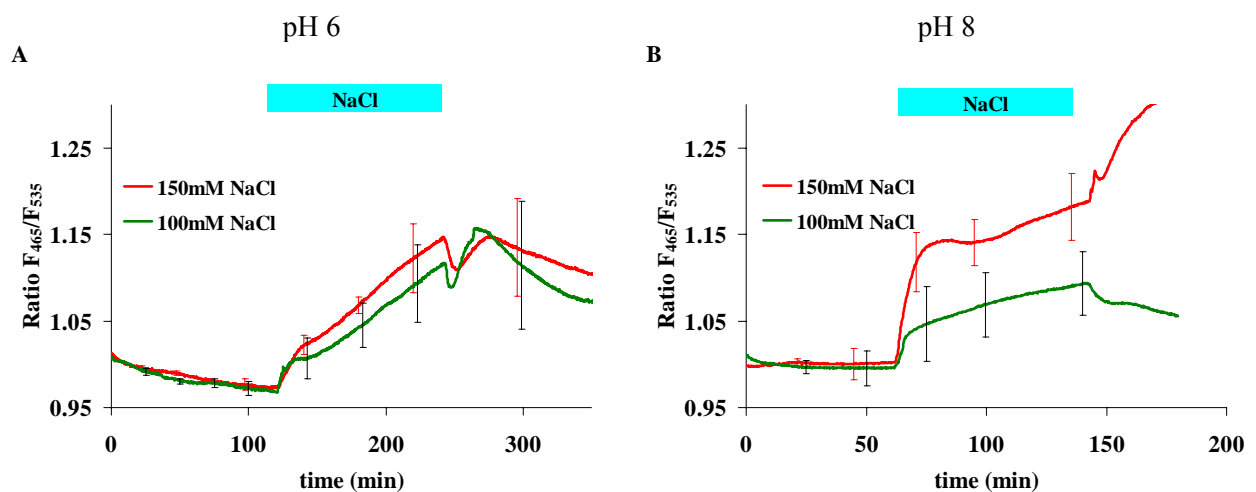 pH 6
A
NaCl
1.25
1.15
1.05
0.95
Ratio F465/F535
150mM NaCl
100mM NaCl
0
100
200
300
time (min)
pH 8
B
NaCl
1.25
1.15
1.05
0.95
Ratio F465/F535
150mM NaCl
100mM NaCl
0
50
100
150
200
time (min)